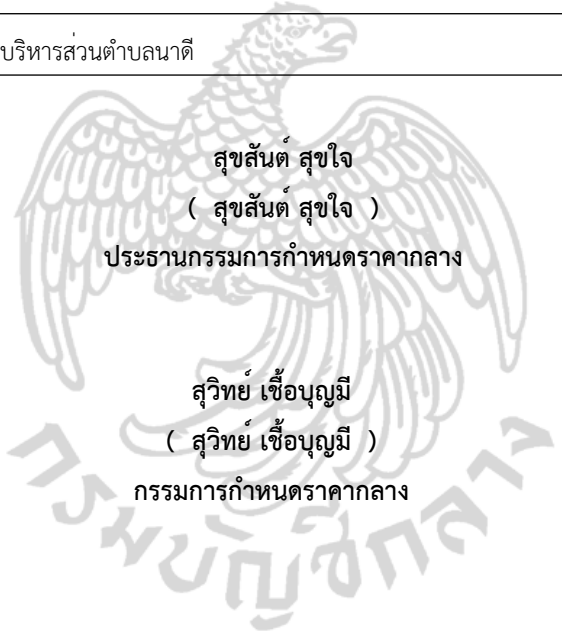 บริหารส่วนตำบลนาดี
สุขสันต์ สุขใจ
( สุขสันต์ สุขใจ )
ประธานกรรมการกำหนดราคากลาง
สุวิทย์ เชื้อบุญมี
( สุวิทย์ เชื้อบุญมี )
กรรมการกำหนดราคากลาง
กรมบัญชีกลาง